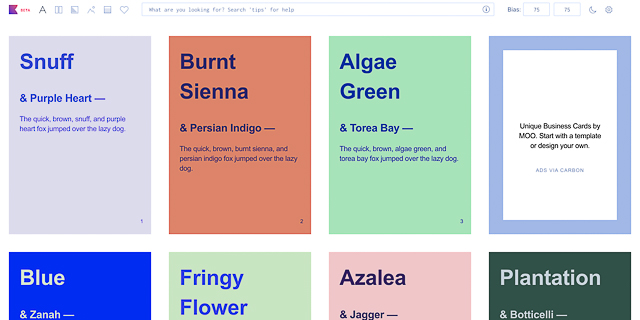 BETA
A
What are you looking for? Search "tips" for help
Bias:
75
75
Snuff
& Purple Heart —
The quick, brown, snuff, and purple
heart fox jumped over the lazy dog.
1
Burnt
Sienna
& Persian Indigo —
The quick, brown, burnt sienna, and
persian indigo fox jumped over the lazy
dog.
2
Algae
Green
& Torea Bay —
The quick, brown, algae green, and
torea bay fox jumped over the lazy dog.
3
Unique Business Cards by
MOO. Start with a template
or design your own.
ADS VIA CARBON
Blue
& Zanah —
Fringy
Flower
Azalea
& Jagger —
Plantation
& Botticelli —